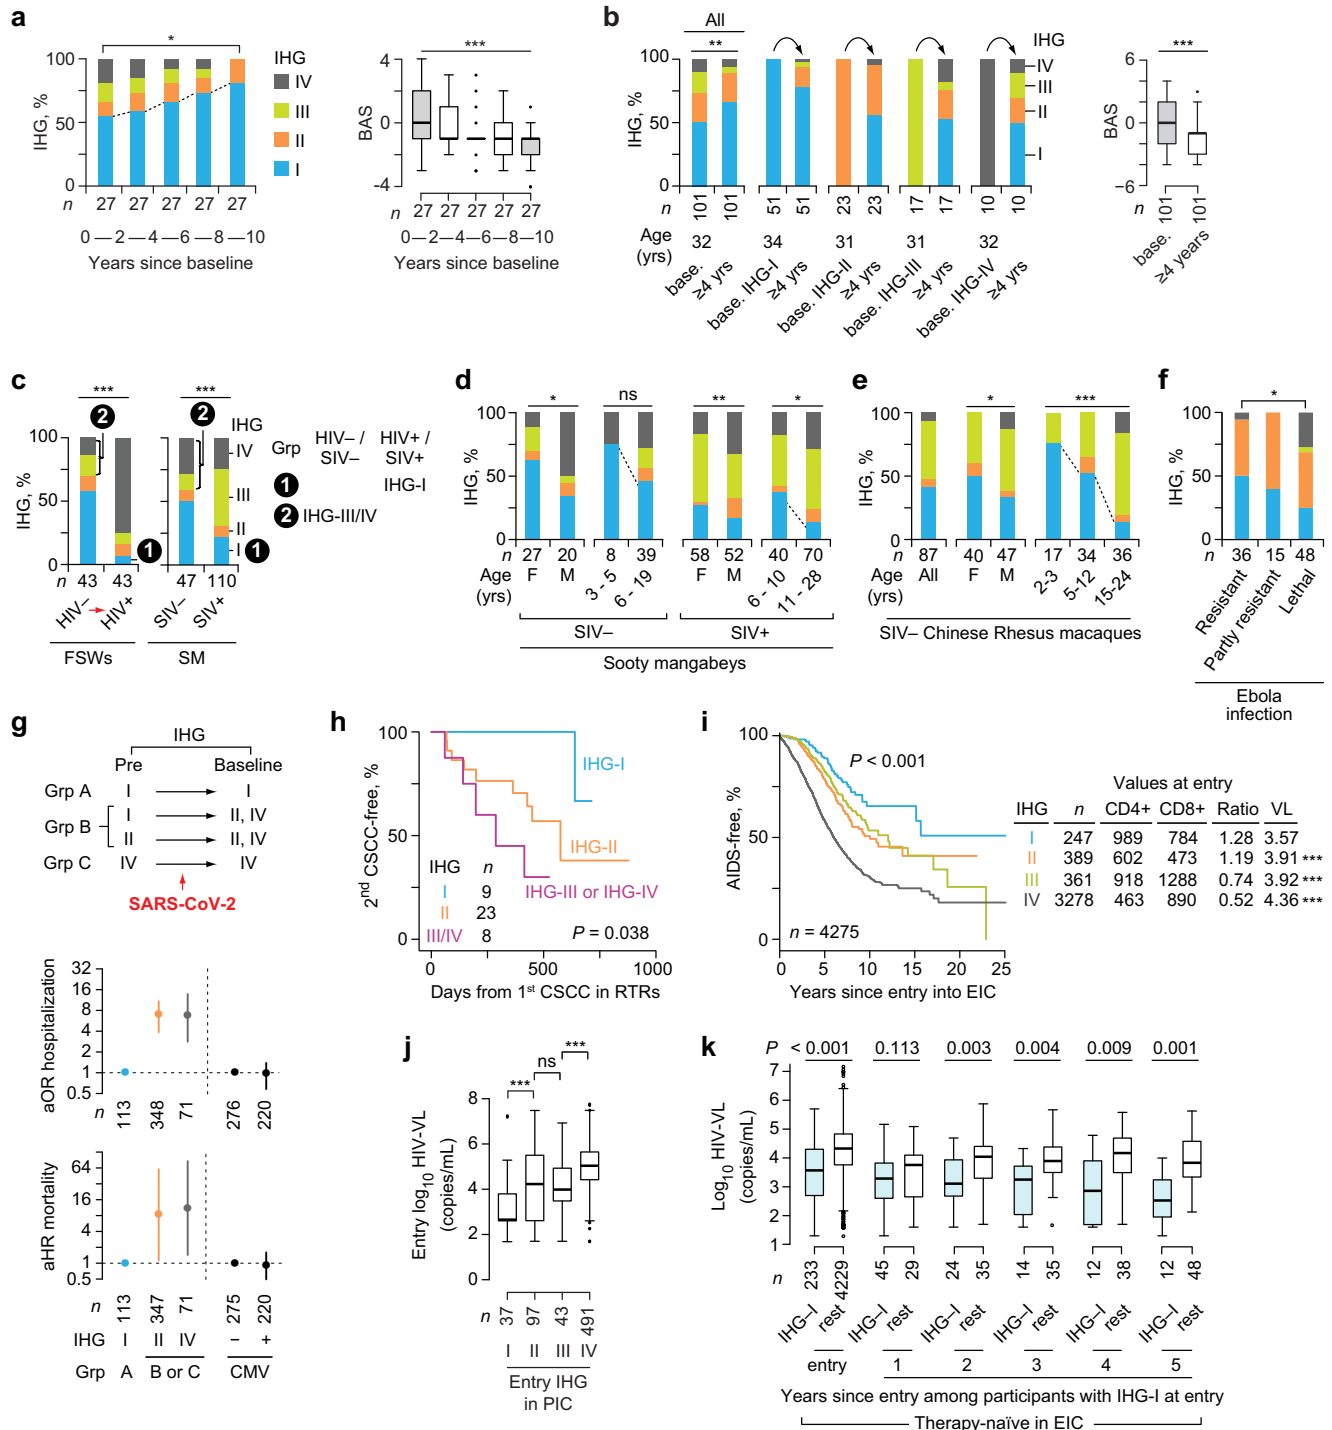 a
*
100
50
0
IHG, %
IHG
IV
III
II
I
n 27 27 27 27 27
0—2—4—6—8—10
Years since baseline
***
4
0
−4
BAS
n 27 27 27 27 27
0—2—4—6—8—10
Years since baseline
b
All
**
100
50
0
IHG, %
IHG
IV
III
II
I
n 101 101 51 51 23 23 17 17 10 10
Age (yrs) 32 34 31 31 32
base. ≥4 yrs base. IHG-I ≥4 yrs base. IHG-II ≥4 yrs base. IHG-III ≥4 yrs base. IHG-IV ≥4 yrs
***
6
0
−6
BAS
n 101 101
base. ≥4 years
c
*** ***
2 2
100
50
0
IHG, %
IHG
IV
III
II
I 1
1
n 43 43 47 110
HIV− → HIV+ SIV− SIV+
FSWs SM
Grp HIV− / SIV− HIV+ / SIV+
1 IHG-I
2 IHG-III/IV
d
* ns ** *
100
50
0
IHG, %
n 27 20 8 39 58 52 40 70
Age (yrs) F M 3 - 5 6 - 19 F M 6 - 10 11 - 28
SIV− SIV+
Sooty mangabeys
e
* ***
100
50
0
IHG, %
n 87 40 47 17 34 36
Age (yrs) All F M 2-3 5-12 15-24
SIV− Chinese Rhesus macaques
f
*
100
50
0
IHG, %
n 36 15 48
Resistant Partly resistant Lethal
Ebola
infection
g
IHG
Pre Baseline
Grp A I I
Grp B I II, IV
II II, IV
Grp C IV IV
SARS-CoV-2
32
16
8
4
2
1
0.5
aOR hospitalization
n 113 348 71 276 220
64
16
4
1
0.5
aHR mortality
n 113 347 71 275 220
IHG I II IV − +
Grp A B or C CMV
h
100
50
0
2nd CSCC-free, %
IHG-I
IHG-II
IHG-III or IHG-IV
IHG n
I 9
II 23
III/IV 8
P = 0.038
0 500 1000
Days from 1st CSCC in RTRs
i
100
50
0
AIDS-free, %
P < 0.001
n = 4275
0 5 10 15 20 25
Years since entry into EIC
Values at entry
IHG n CD4+ CD8+ Ratio VL
I 247 989 784 1.28 3.57
II 389 602 473 1.19 3.91 ***
III 361 918 1288 0.74 3.92 ***
IV 3278 463 890 0.52 4.36 ***
j
***
ns
***
8
6
4
2
0
Entry log10 HIV-VL
(copies/mL)
n 37 97 43 491
I II III IV
Entry IHG
in PIC
k
P < 0.001 0.113 0.003 0.004 0.009 0.001
7
6
5
4
3
2
1
Log10 HIV-VL
(copies/mL)
n 233 4229 45 29 24 35 14 35 12 38 12 48
IHG–I rest IHG–I rest IHG–I rest IHG–I rest IHG–I rest IHG–I rest
entry 1 2 3 4 5
Years since entry among participants with IHG-I at entry
Therapy-naïve in EIC